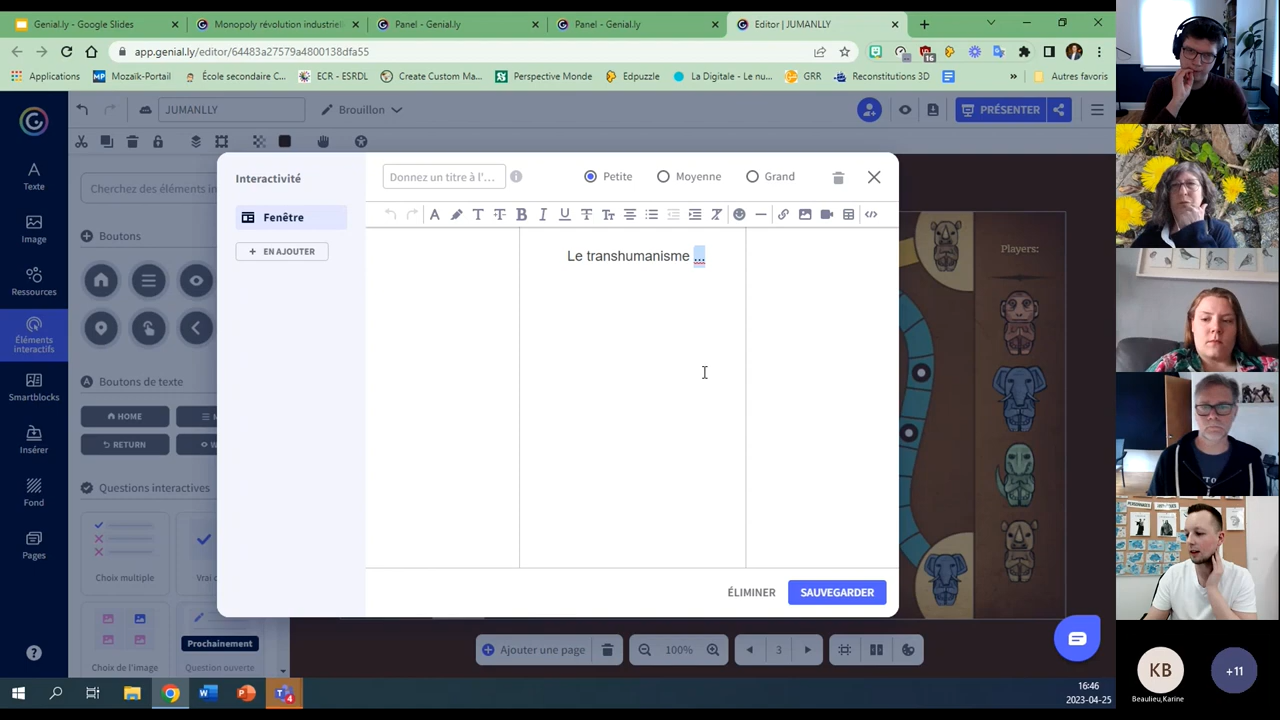 Genial.ly - Google Slides
Monopoly révolution industriel
Panel - Genial.ly
Panel - Genial.ly
Editor | JUMANLLY
app.genial.ly/editor/64483a27579a4800138dfa55
Applications
Mozaïk-Portail
École secondaire C...
ECR - ESRDL
Create Custom Ma...
Perspective Monde
Edpuzzle
La Digitale - Le nu...
GRR
Reconstitutions 3D
»
Autres favoris
JUMANLLY
Brouillon
PRÉSENTER
Texte
Image
Ressources
Éléments
interactifs
Smartblocks
Insérer
Fond
Pages
Cherchez des éléments in
Boutons
Boutons de texte
HOME
RETURN
Questions interactives
Choix multiple
Vrai
Choix de l'image
Prochainement
Question ouverte
Interactivité
Fenêtre
+ EN AJOUTER
Donnez un titre à l'...
Petite
Moyenne
Grand
Le transhumanisme ...
ÉLIMINER
SAUVEGARDER
Players:
Ajouter une page
100%
3
16:46
2023-04-25
KB
Beaulieu,Karine
+11